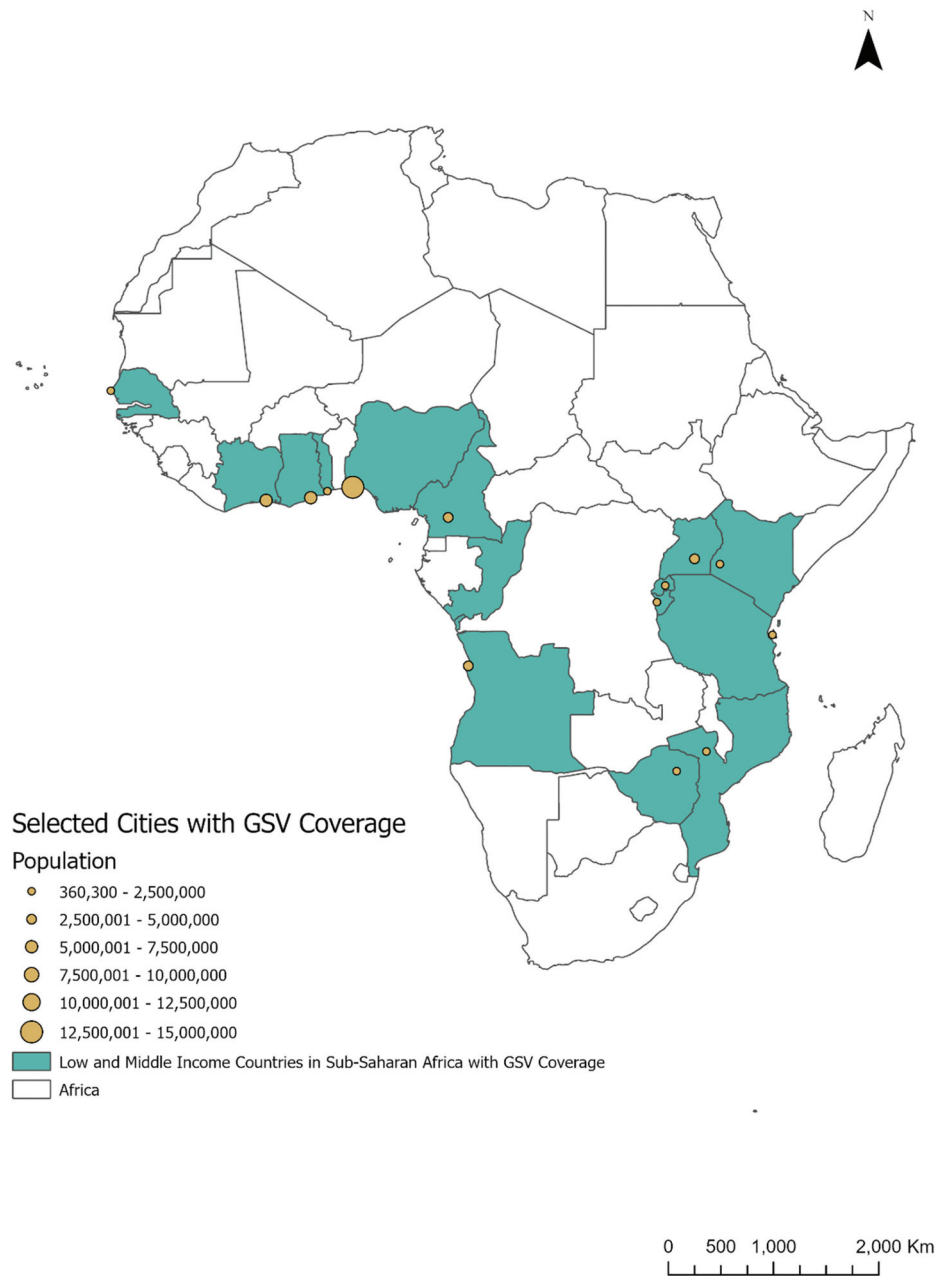 N
Selected Cities with GSV Coverage
Population
360,300 - 2,500,000
2,500,001 - 5,000,000
5,000,001 - 7,500,000
7,500,001 - 10,000,000
10,000,001 - 12,500,000
12,500,001 - 15,000,000
Low and Middle Income Countries in Sub-Saharan Africa with GSV Coverage
Africa
0 500 1,000 2,000 Km